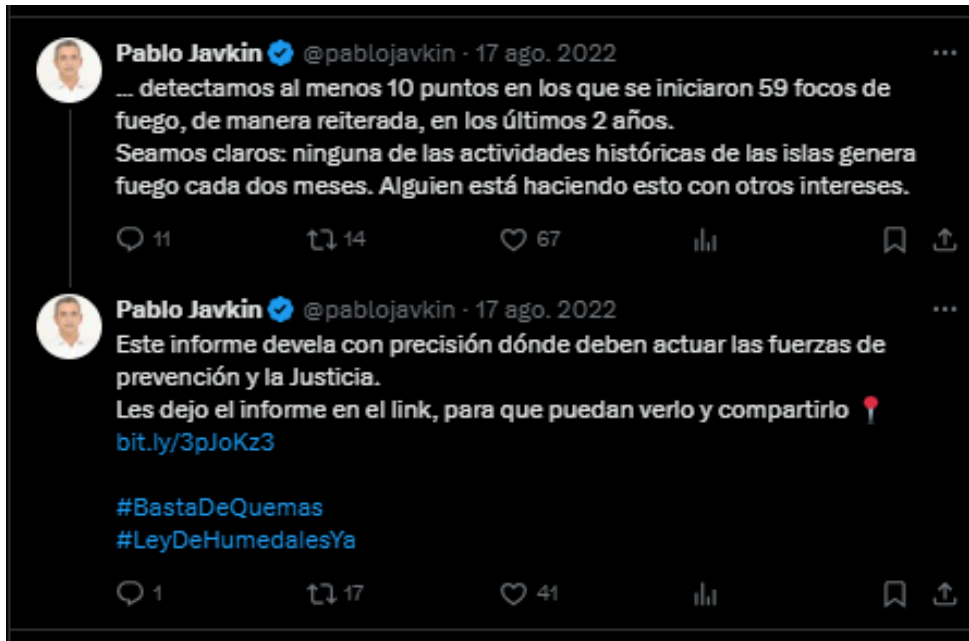 Pablo Javkin @pablojavkin · 17 ago. 2022
... detectamos al menos 10 puntos en los que se iniciaron 59 focos de
fuego, de manera reiterada, en los últimos 2 años.
Seamos claros: ninguna de las actividades históricas de las islas genera
fuego cada dos meses. Alguien está haciendo esto con otros intereses.
11 14 67
Pablo Javkin @pablojavkin · 17 ago. 2022
Este informe devela con precisión dónde deben actuar las fuerzas de
prevención y la Justicia.
Les dejo el informe en el link, para que puedan verlo y compartirlo 📍
bit.ly/3pJoKz3
#BastaDeQuemas
#LeyDeHumedalesYa
1 17 41